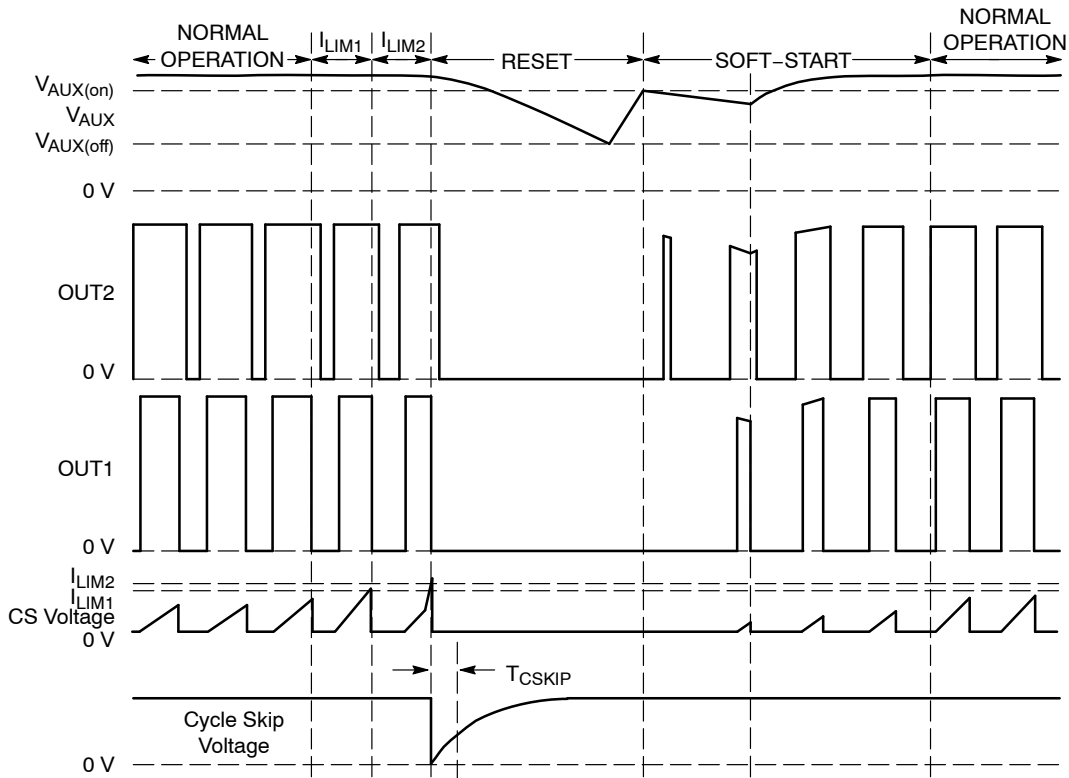 NORMAL
OPERATION
I_LIM1
I_LIM2
RESET
SOFT−START
NORMAL
OPERATION
V_AUX(on)
V_AUX
V_AUX(off)
0 V
OUT2
0 V
OUT1
0 V
I_LIM2
I_LIM1
CS Voltage
0 V
T_CSKIP
Cycle Skip
Voltage
0 V